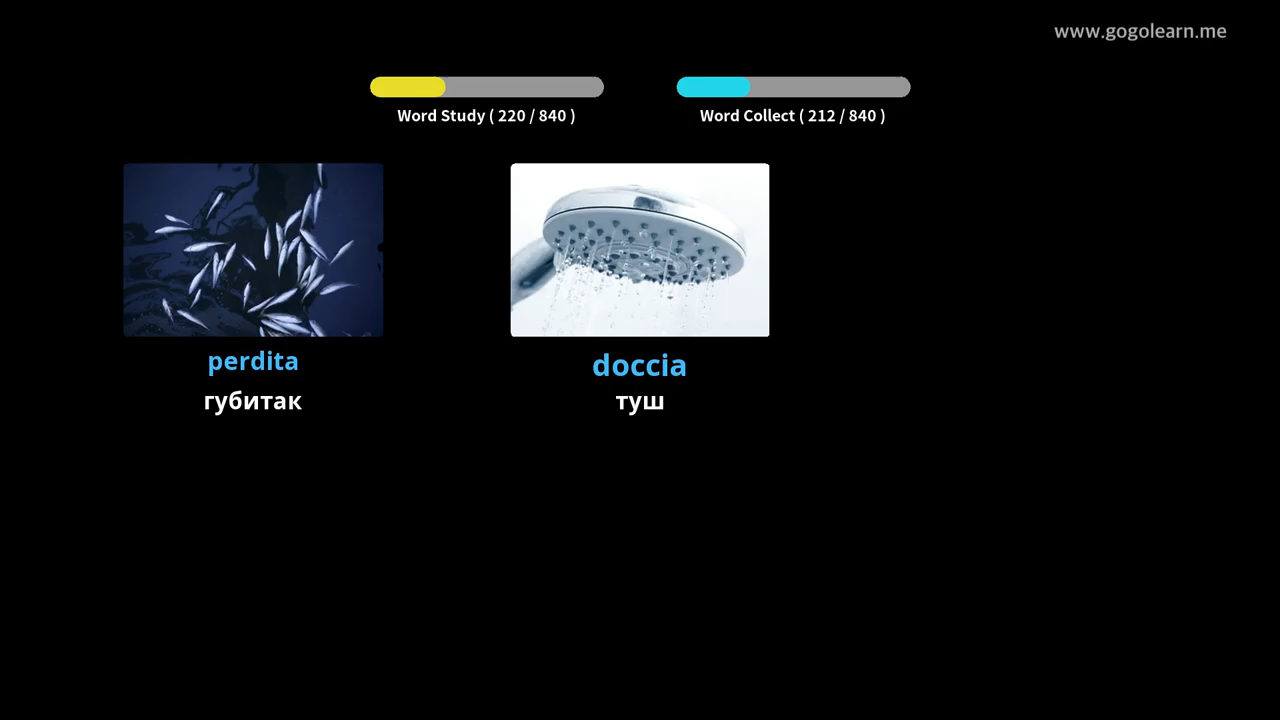 www.gogolearn.me
Word Study ( 220 / 840 )
Word Collect ( 212 / 840 )
perdita
губитак
doccia
туш